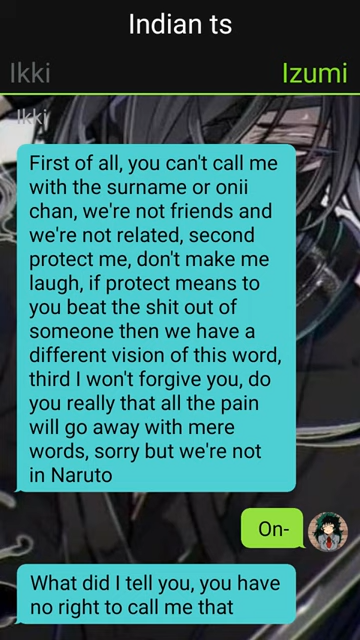 Indian ts
Ikki
Izumi
Ikki
First of all, you can't call me
with the surname or onii
chan, we're not friends and
we're not related, second
protect me, don't make me
laugh, if protect means to
you beat the shit out of
someone then we have a
different vision of this word,
third I won't forgive you, do
you really that all the pain
will go away with mere
words, sorry but we're not
in Naruto
On-
What did I tell you, you have
no right to call me that